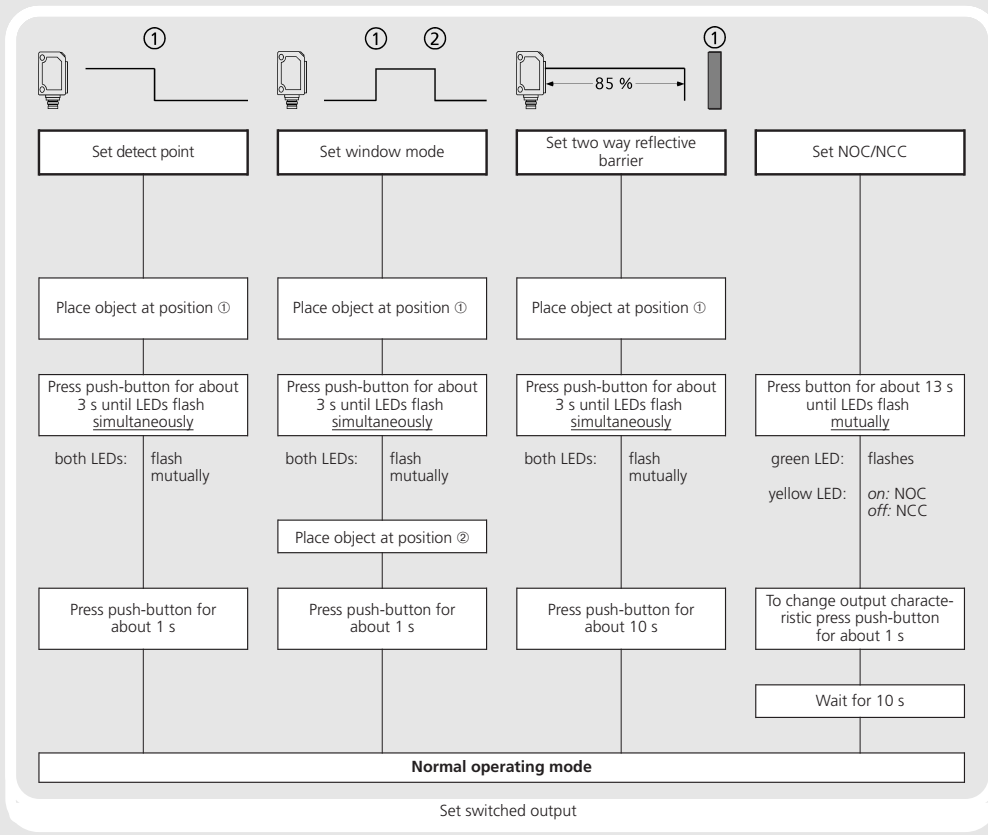 ①
① ②
①
85 %
Set detect point
Set window mode
Set two way reflective
barrier
Set NOC/NCC
Place object at position ①
Place object at position ①
Place object at position ①
Press push-button for about
3 s until LEDs flash
simultaneously
Press push-button for about
3 s until LEDs flash
simultaneously
Press push-button for about
3 s until LEDs flash
simultaneously
Press button for about 13 s
until LEDs flash
mutually
both LEDs: flash
mutually
both LEDs: flash
mutually
both LEDs: flash
mutually
green LED: flashes
yellow LED: on: NOC
off: NCC
Place object at position ②
Press push-button for
about 1 s
Press push-button for
about 1 s
Press push-button for
about 10 s
To change output characte-
ristic press push-button
for about 1 s
Wait for 10 s
Normal operating mode
Set switched output